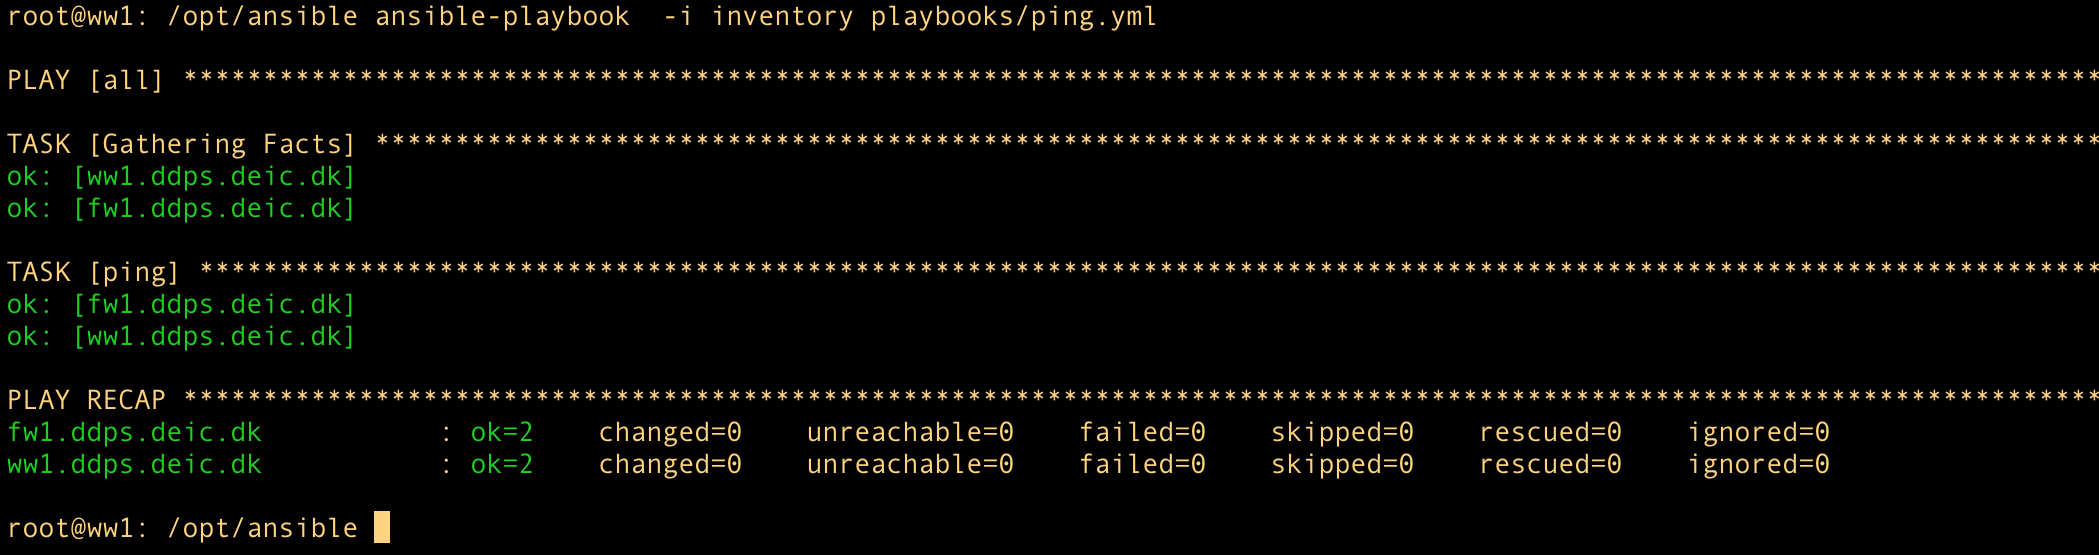 root@ww1: /opt/ansible ansible-playbook  -i inventory playbooks/ping.yml
PLAY [all] ************************************************************************************************************************
TASK [Gathering Facts] ************************************************************************************************************
ok: [ww1.ddps.deic.dk]
ok: [fw1.ddps.deic.dk]
TASK [ping] ***********************************************************************************************************************
ok: [fw1.ddps.deic.dk]
ok: [ww1.ddps.deic.dk]
PLAY RECAP ************************************************************************************************************************
fw1.ddps.deic.dk           : ok=2    changed=0    unreachable=0    failed=0    skipped=0    rescued=0    ignored=0
ww1.ddps.deic.dk           : ok=2    changed=0    unreachable=0    failed=0    skipped=0    rescued=0    ignored=0
root@ww1: /opt/ansible